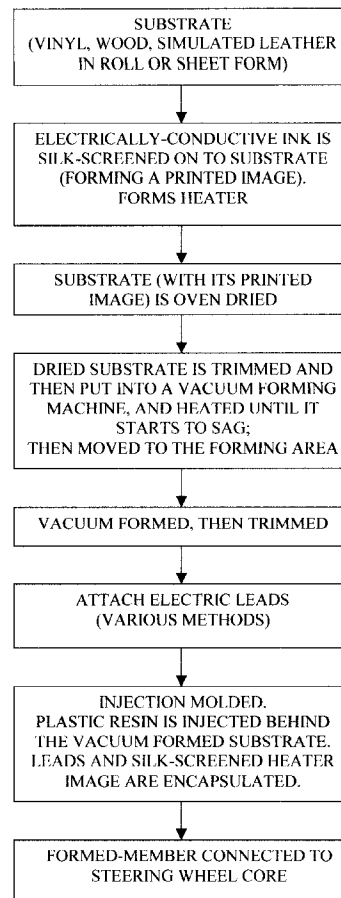 SUBSTRATE
(VINYL, WOOD, SIMULATED LEATHER
IN ROLL OR SHEET FORM)
ELECTRICALLY-CONDUCTIVE INK IS
SILK-SCREENED ON TO SUBSTRATE
(FORMING A PRINTED IMAGE).
FORMS HEATER
SUBSTRATE (WITH ITS PRINTED
IMAGE) IS OVEN DRIED
DRIED SUBSTRATE IS TRIMMED AND
THEN PUT INTO A VACUUM FORMING
MACHINE, AND HEATED UNTIL IT
STARTS TO SAG;
THEN MOVED TO THE FORMING AREA
VACUUM FORMED, THEN TRIMMED
ATTACH ELECTRIC LEADS
(VARIOUS METHODS)
INJECTION MOLDED.
PLASTIC RESIN IS INJECTED BEHIND
THE VACUUM FORMED SUBSTRATE.
LEADS AND SILK-SCREENED HEATER
IMAGE ARE ENCAPSULATED.
FORMED-MEMBER CONNECTED TO
STEERING WHEEL CORE